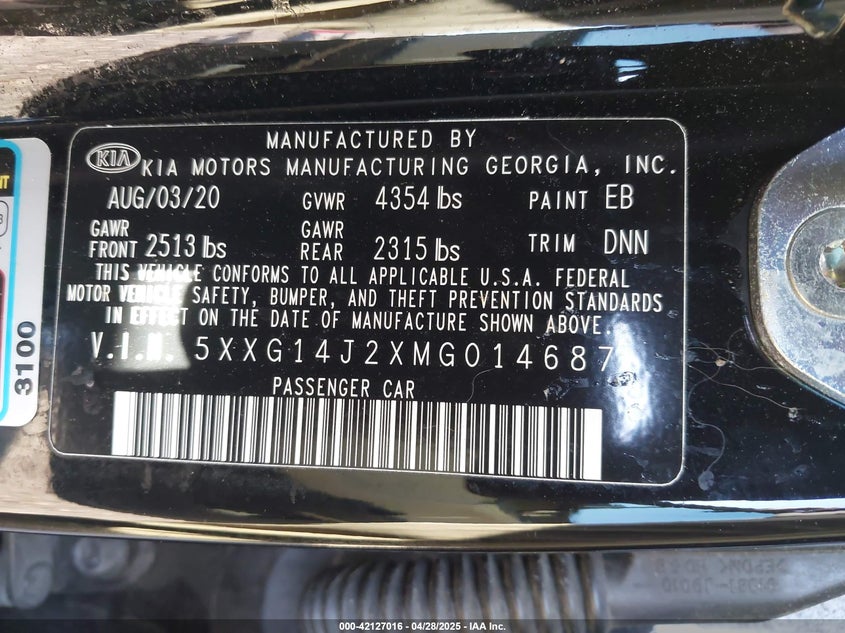 MANUFACTURED BY
KIA KIA MOTORS MANUFACTURING GEORGIA, INC.
AUG/03/20 GVWR 4354 lbs PAINT EB
GAWR FRONT 2513 lbs GAWR REAR 2315 lbs TRIM DNN
THIS VEHICLE CONFORMS TO ALL APPLICABLE U.S.A. FEDERAL
MOTOR VEHICLE SAFETY, BUMPER, AND THEFT PREVENTION STANDARDS
IN EFFECT ON THE DATE OF MANUFACTURE SHOWN ABOVE.
V.I.N. 5XXG14J2XMG014687
PASSENGER CAR
3100
000-42127016 | 04/28/2025 - IAA Inc.